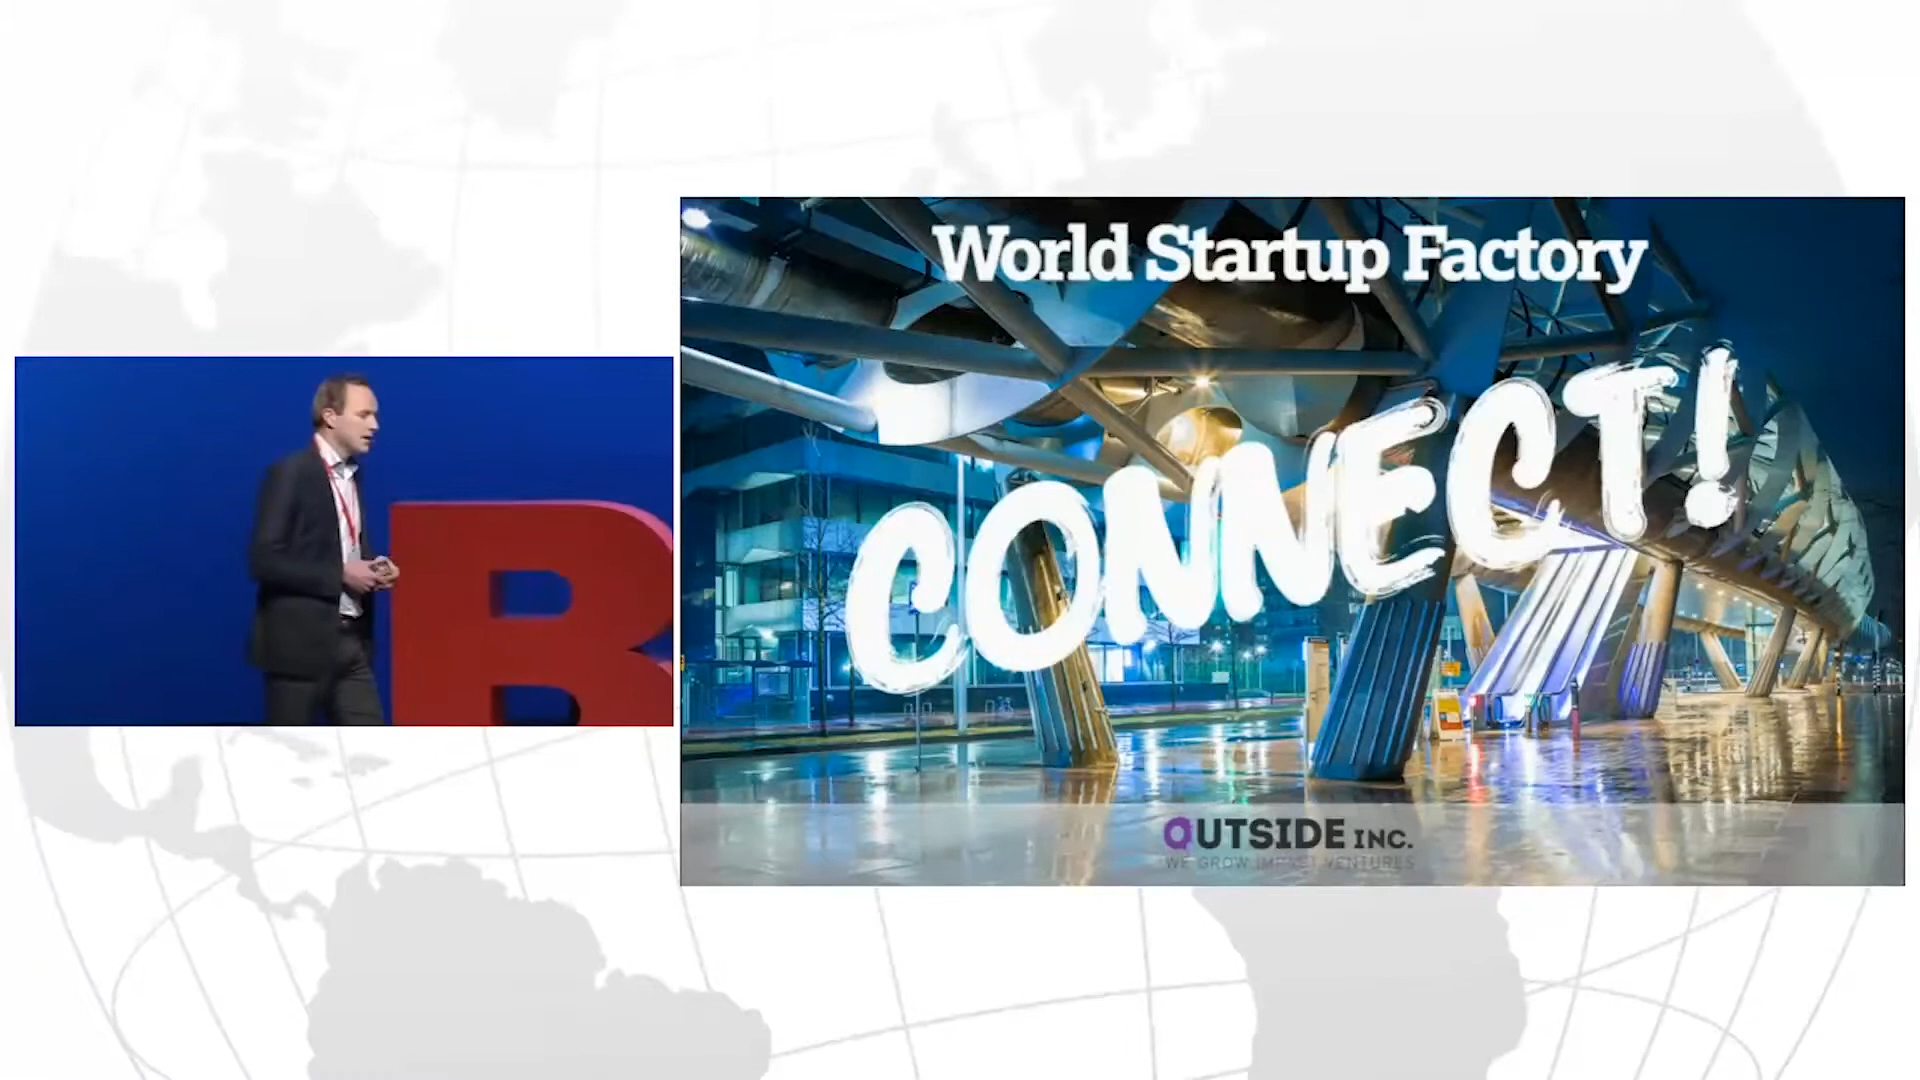 World Startup Factory
CONNECT!
OUTSIDE INC.
WE GROW IMPACT VENTURES
B